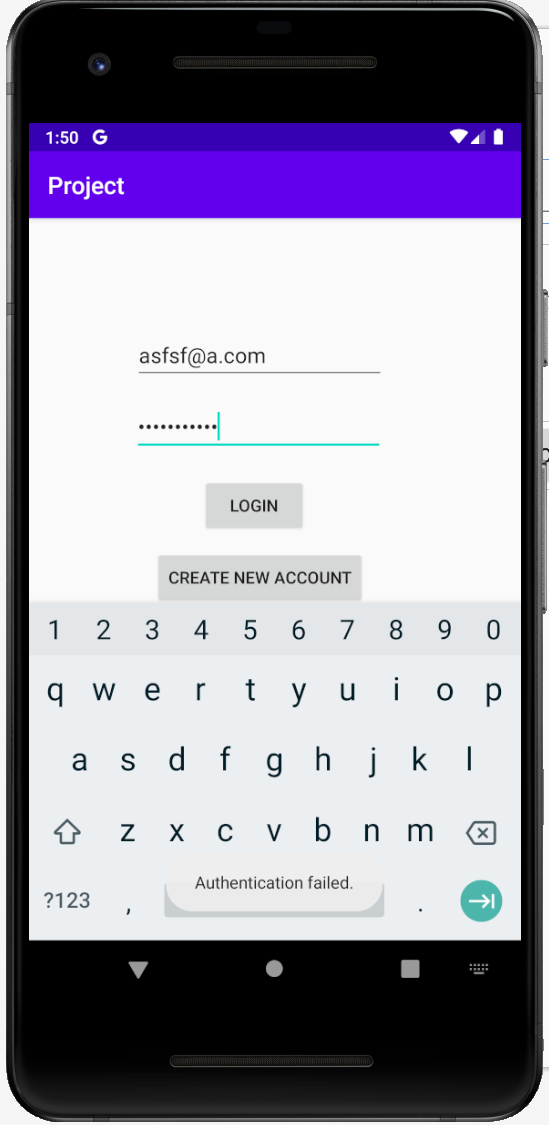 1:50 G
Project
asfsf@a.com
•••••••••••
LOGIN
CREATE NEW ACCOUNT
1 2 3 4 5 6 7 8 9 0
q w e r t y u i o p
a s d f g h j k l
z x c v b n m
Authentication failed.
?123 , .